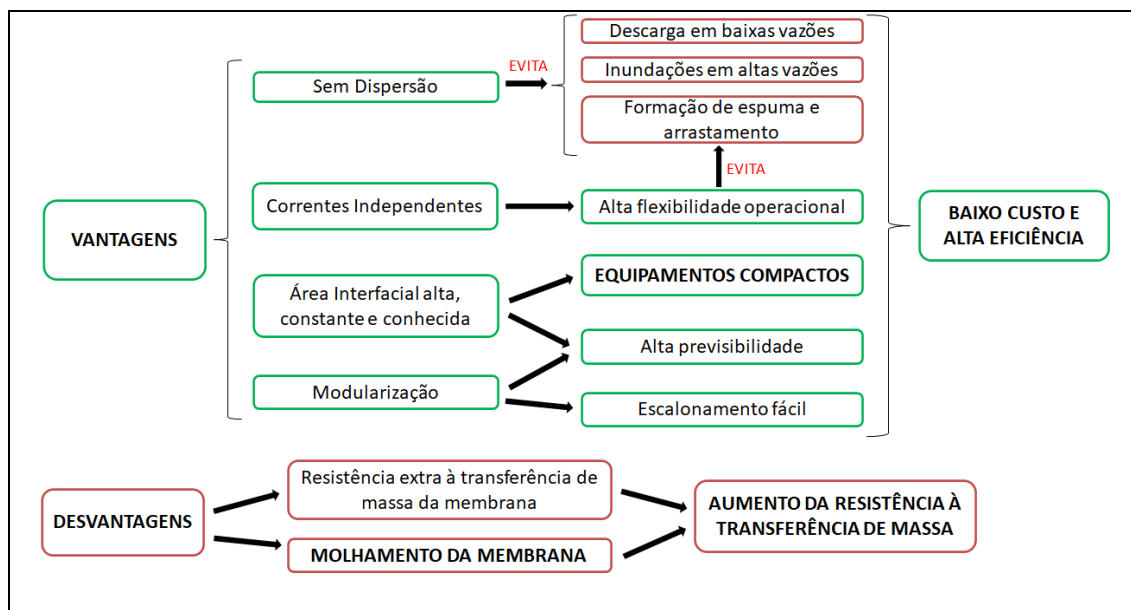 Descarga em baixas vazões
EVITA
Inundações em altas vazões
Sem Dispersão
Formação de espuma e
arrastamento
EVITA
Correntes Independentes
Alta flexibilidade operacional
VANTAGENS
BAIXO CUSTO E
ALTA EFICIÊNCIA
EQUIPAMENTOS COMPACTOS
Área Interfacial alta,
constante e conhecida
Alta previsibilidade
Modularização
Escalonamento fácil
Resistência extra à transferência de
massa da membrana
DESVANTAGENS
AUMENTO DA RESISTÊNCIA À
TRANSFERÊNCIA DE MASSA
MOLHAMENTO DA MEMBRANA